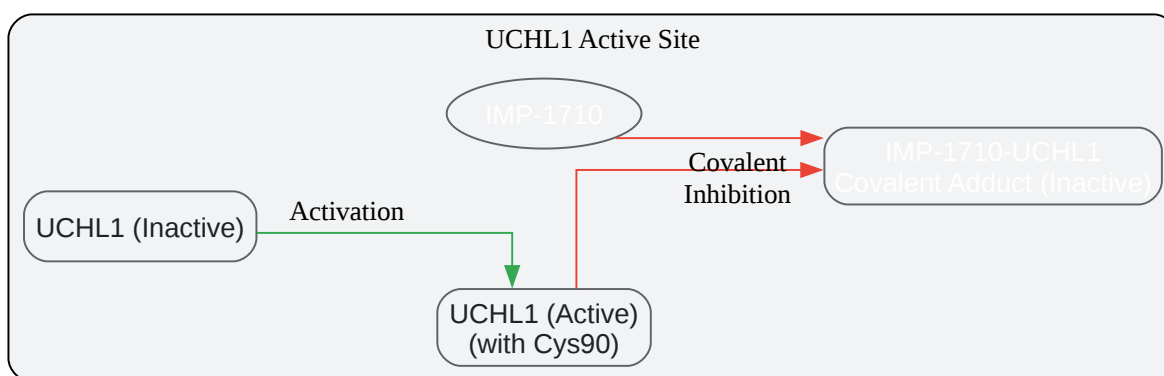 UCHL1 Active Site
IMP-1710
IMP-1710-UCHL1
Covalent Adduct (Inactive)
Covalent
Inhibition
UCHL1 (Inactive)
Activation
UCHL1 (Active)
(with Cys90)